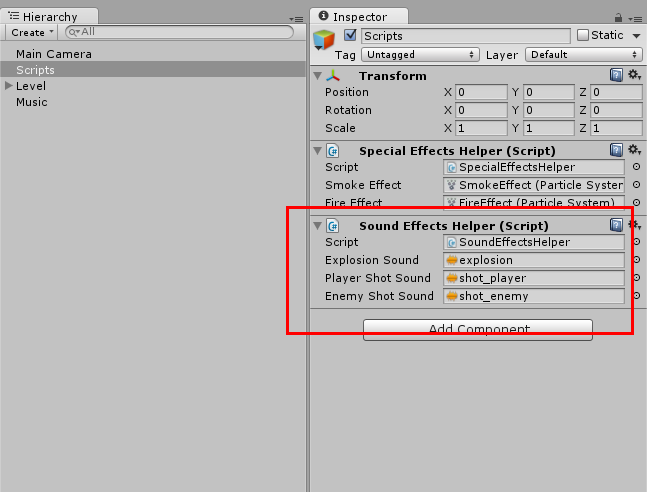 Hierarchy
Create All
Main Camera
Scripts
Level
Music
Inspector
Scripts Static
Tag Untagged Layer Default
Transform
Position X 0 Y 0 Z 0
Rotation X 0 Y 0 Z 0
Scale X 1 Y 1 Z 1
Special Effects Helper (Script)
Script SpecialEffectsHelper
Smoke Effect SmokeEffect (Particle System
Fire Effect FireEffect (Particle System)
Sound Effects Helper (Script)
Script SoundEffectsHelper
Explosion Sound explosion
Player Shot Sound shot_player
Enemy Shot Sound shot_enemy
Add Component